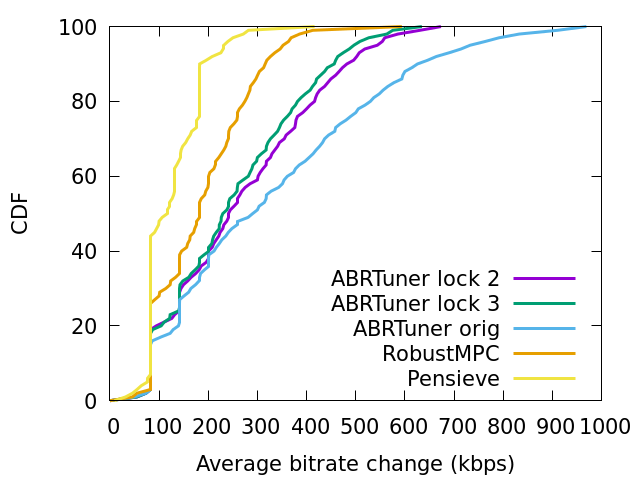 100
80
60
40
20
0
CDF
ABRTuner lock 2
ABRTuner lock 3
ABRTuner orig
RobustMPC
Pensieve
0 100 200 300 400 500 600 700 800 900 1000
Average bitrate change (kbps)